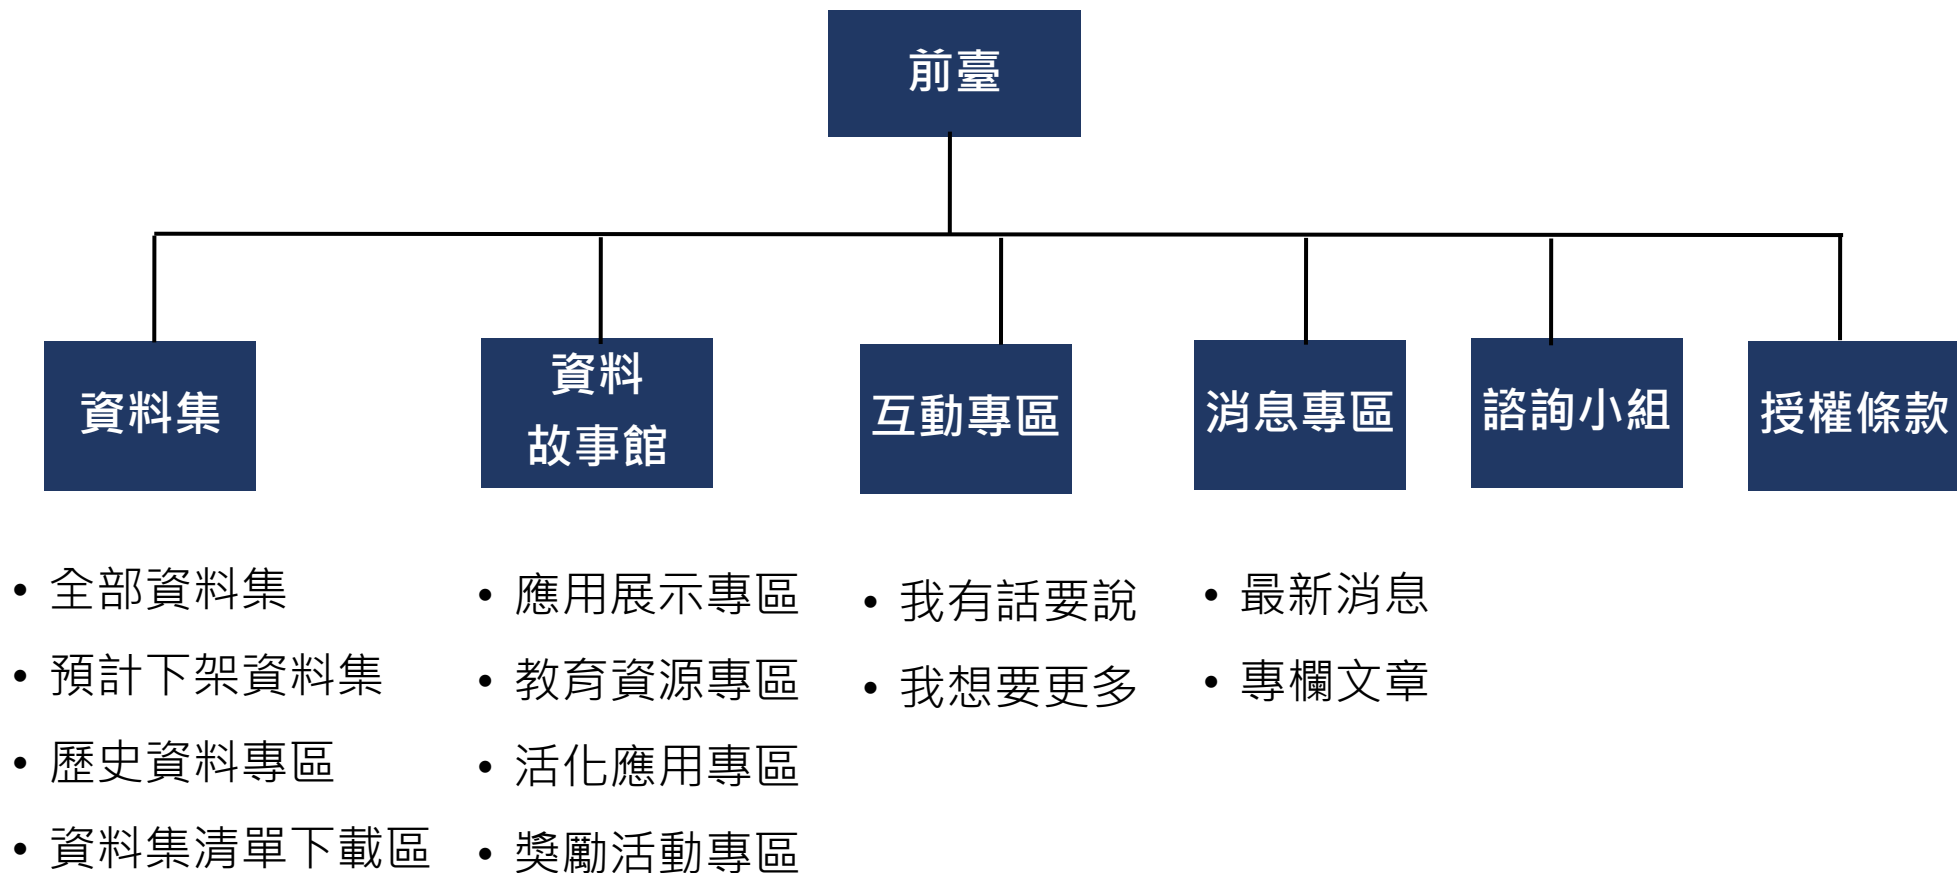 前臺
資料集
資料
故事館
互動專區
消息專區
諮詢小組
授權條款
• 全部資料集
• 預計下架資料集
• 歷史資料專區
• 資料集清單下載區
• 應用展示專區
• 教育資源專區
• 活化應用專區
• 獎勵活動專區
• 我有話要說
• 我想要更多
• 最新消息
• 專欄文章